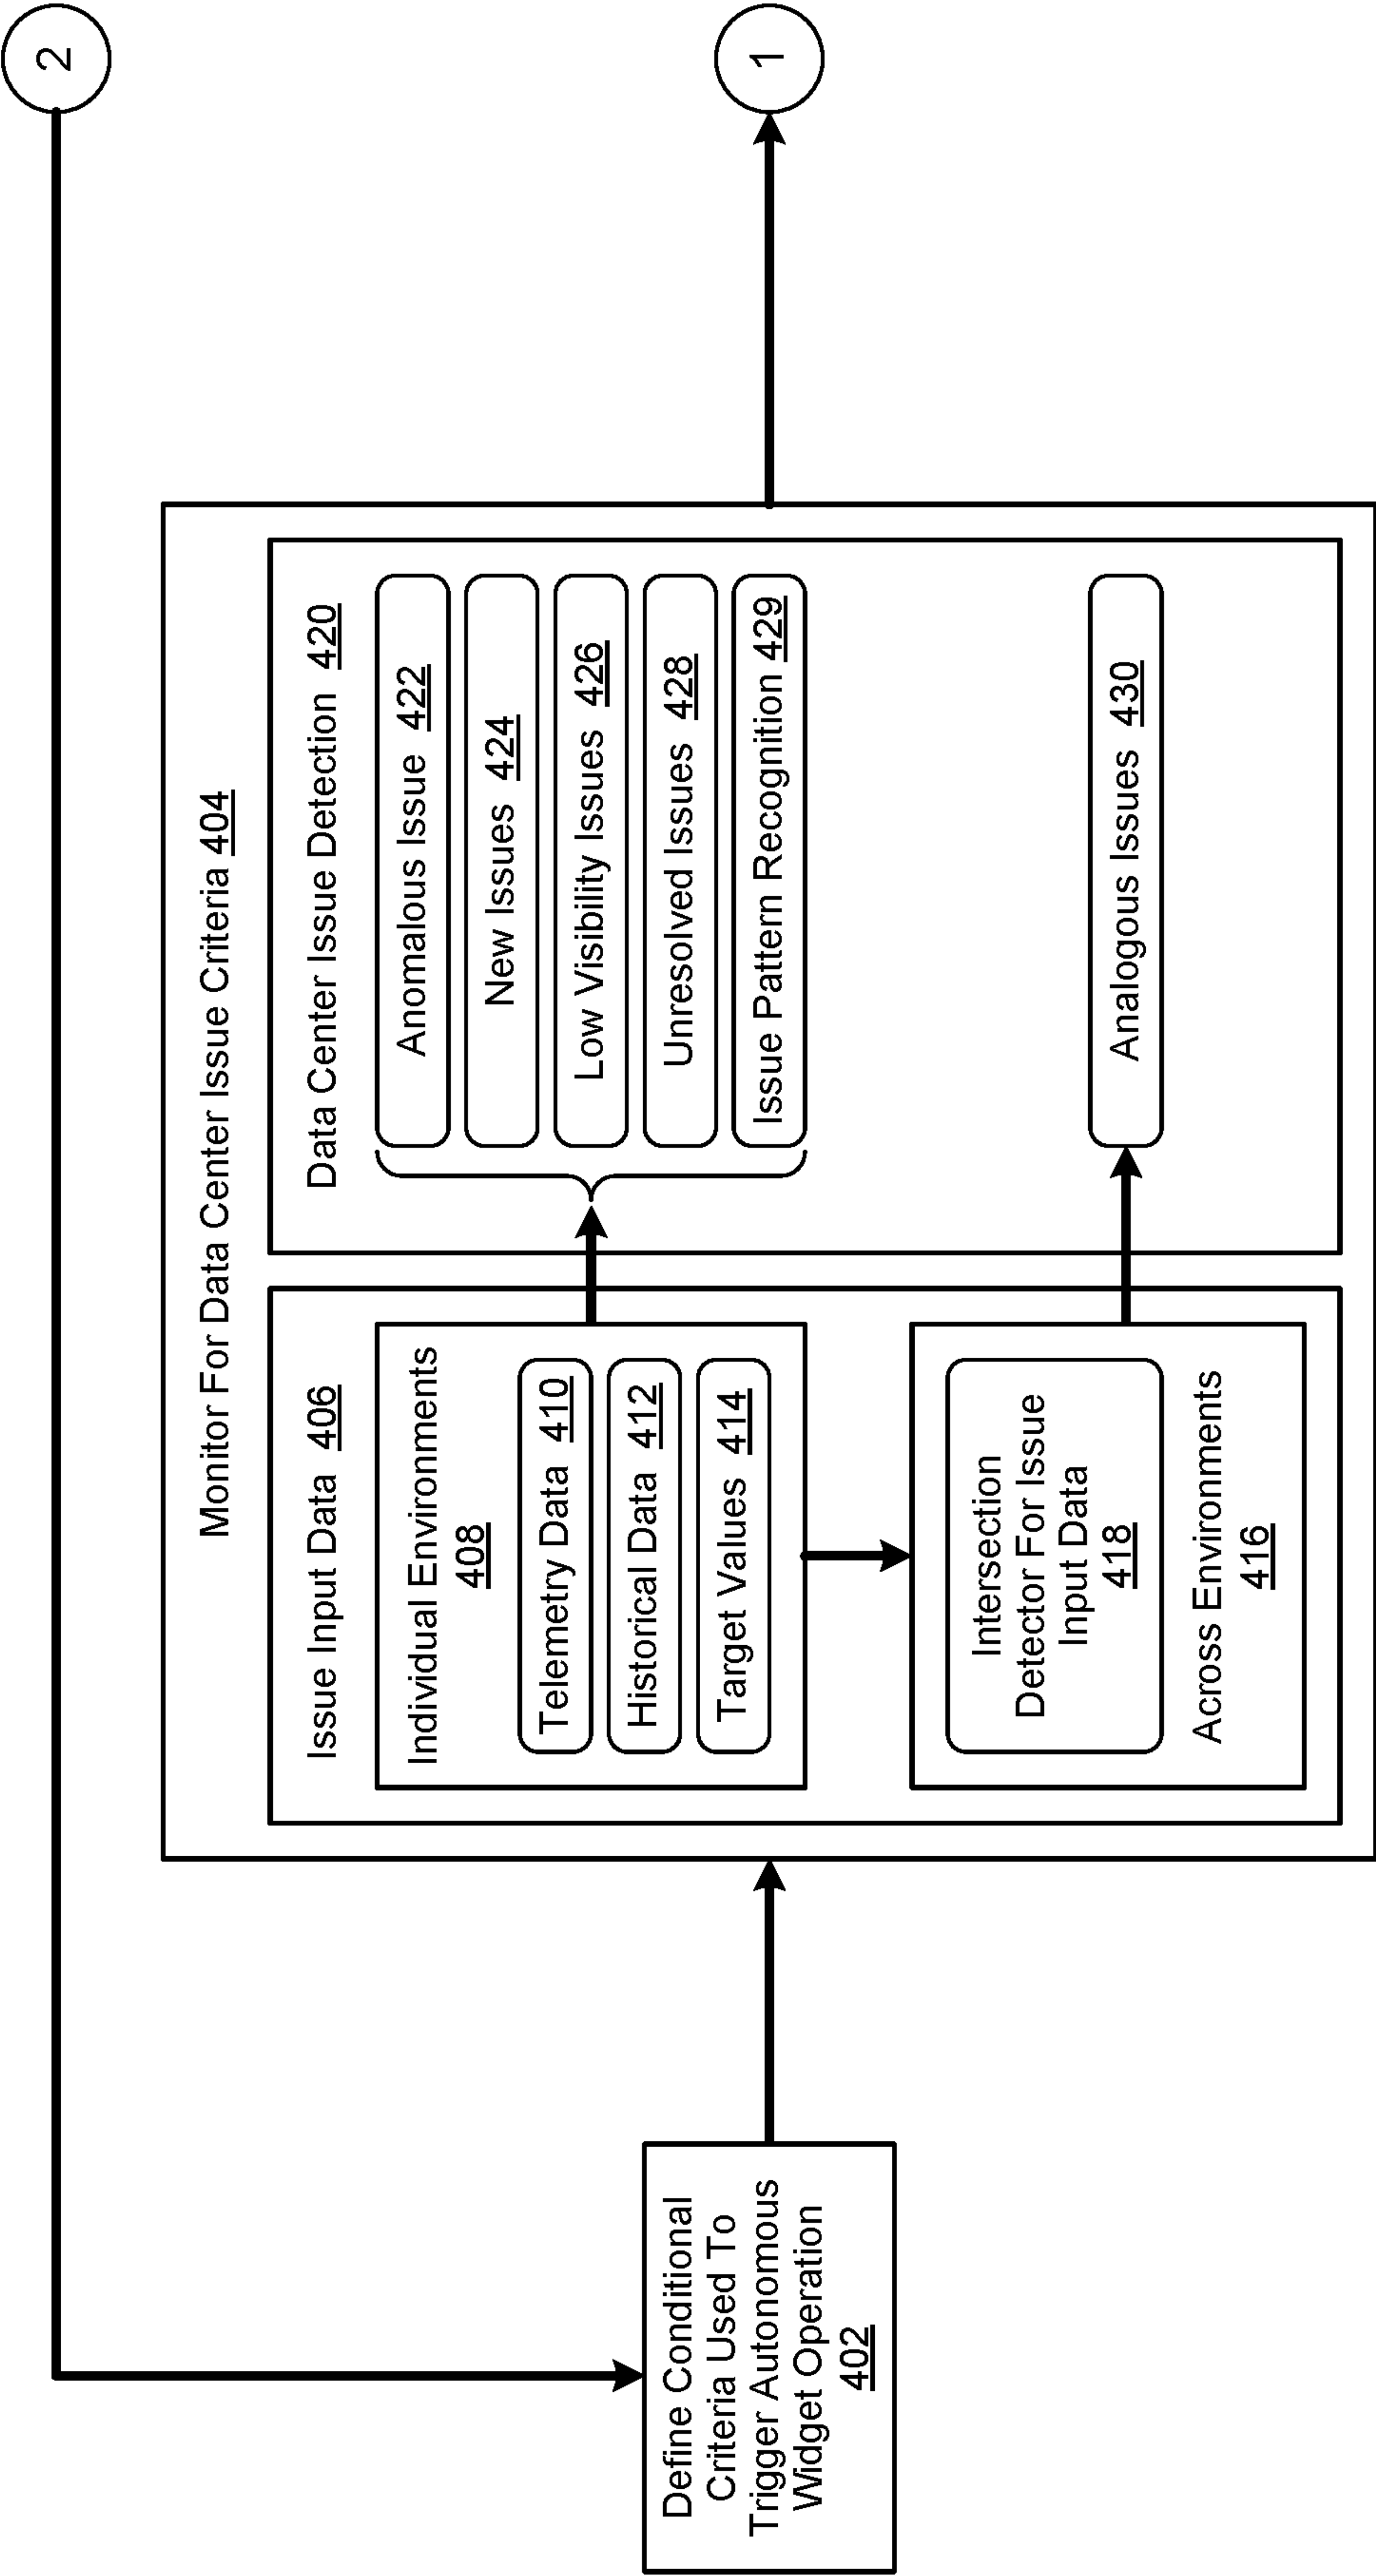 2
Define Conditional
Criteria Used To
Trigger Autonomous
Widget Operation
402
Monitor For Data Center Issue Criteria 404
Issue Input Data 406
Individual Environments
408
Telemetry Data 410
Historical Data 412
Target Values 414
Intersection
Detector For Issue
Input Data
418
Across Environments
416
Data Center Issue Detection 420
Anomalous Issue 422
New Issues 424
Low Visibility Issues 426
Unresolved Issues 428
Issue Pattern Recognition 429
Analogous Issues 430
1